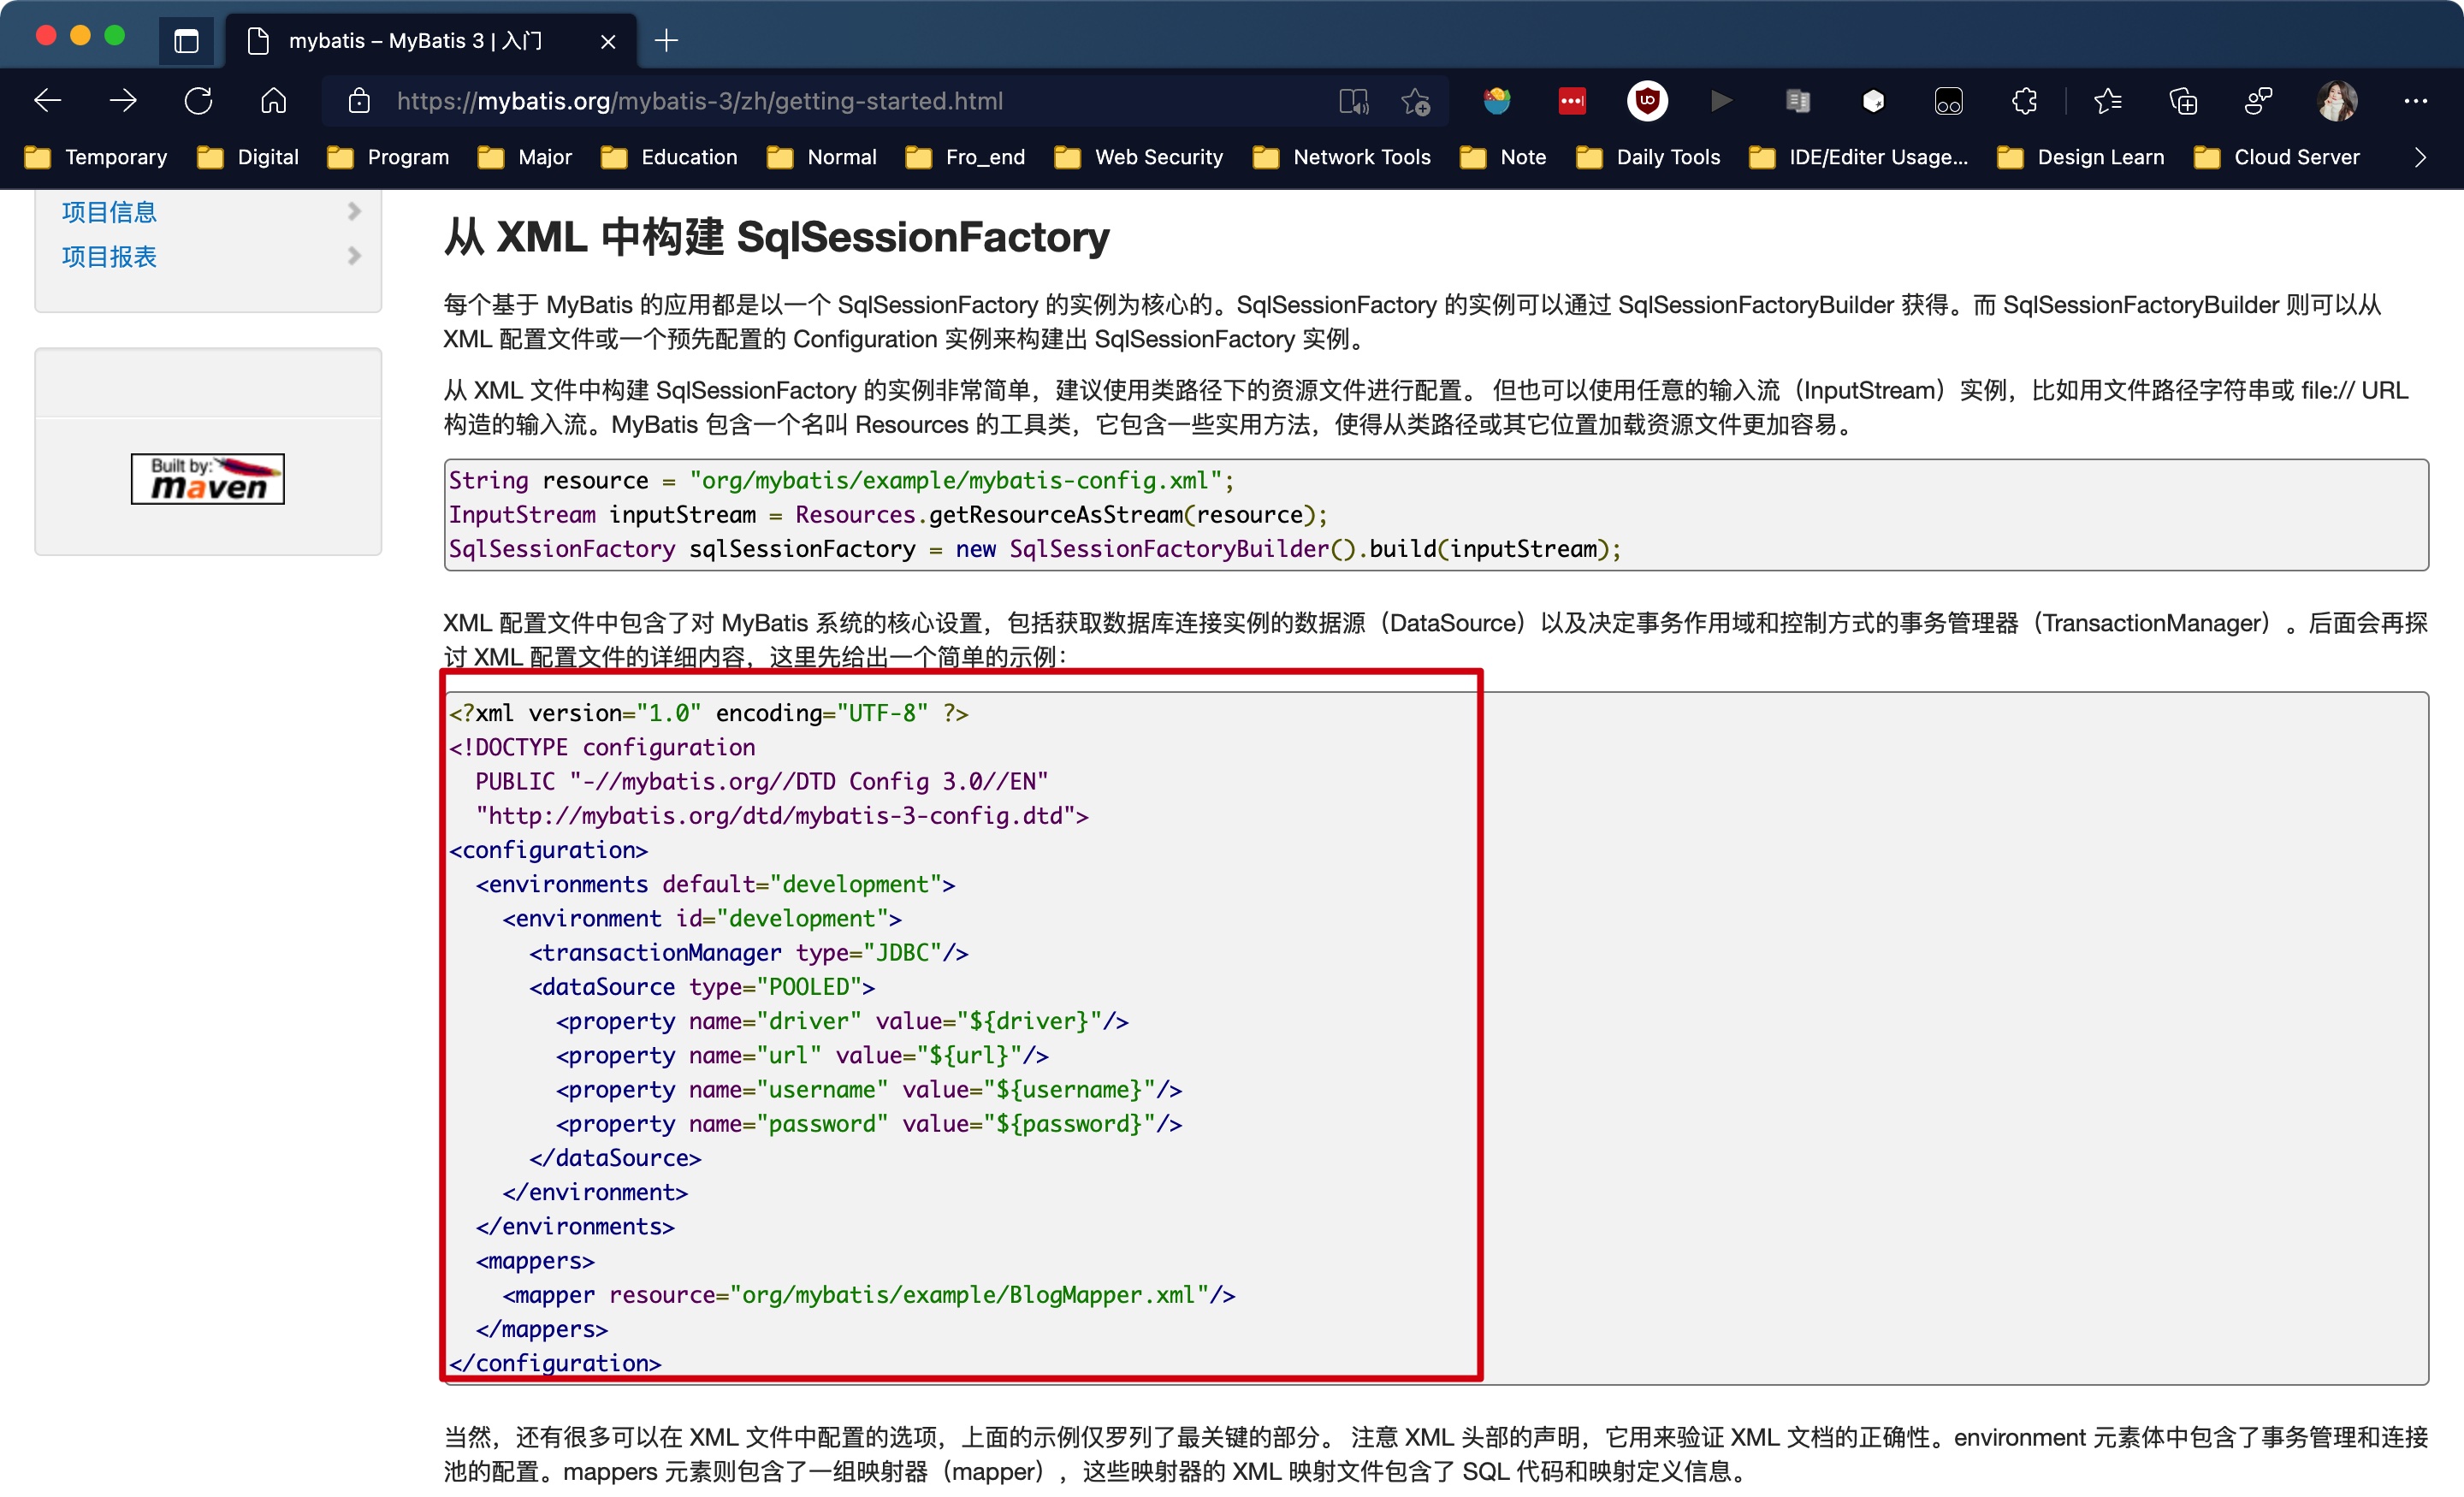 mybatis – MyBatis 3 | 入门
https://mybatis.org/mybatis-3/zh/getting-started.html
Temporary Digital Program Major Education Normal Fro_end Web Security Network Tools Note Daily Tools IDE/Editer Usage... Design Learn Cloud Server
项目信息
项目报表
Built by:
maven
从 XML 中构建 SqlSessionFactory
每个基于 MyBatis 的应用都是以一个 SqlSessionFactory 的实例为核心的。SqlSessionFactory 的实例可以通过 SqlSessionFactoryBuilder 获得。而 SqlSessionFactoryBuilder 则可以从
XML 配置文件或一个预先配置的 Configuration 实例来构建出 SqlSessionFactory 实例。
从 XML 文件中构建 SqlSessionFactory 的实例非常简单，建议使用类路径下的资源文件进行配置。 但也可以使用任意的输入流（InputStream）实例，比如用文件路径字符串或 file:// URL
构造的输入流。MyBatis 包含一个名叫 Resources 的工具类，它包含一些实用方法，使得从类路径或其它位置加载资源文件更加容易。
String resource = "org/mybatis/example/mybatis-config.xml";
InputStream inputStream = Resources.getResourceAsStream(resource);
SqlSessionFactory sqlSessionFactory = new SqlSessionFactoryBuilder().build(inputStream);
XML 配置文件中包含了对 MyBatis 系统的核心设置，包括获取数据库连接实例的数据源（DataSource）以及决定事务作用域和控制方式的事务管理器（TransactionManager）。后面会再探
讨 XML 配置文件的详细内容，这里先给出一个简单的示例：
<?xml version="1.0" encoding="UTF-8" ?>
<!DOCTYPE configuration
  PUBLIC "-//mybatis.org//DTD Config 3.0//EN"
  "http://mybatis.org/dtd/mybatis-3-config.dtd">
<configuration>
  <environments default="development">
    <environment id="development">
      <transactionManager type="JDBC"/>
      <dataSource type="POOLED">
        <property name="driver" value="${driver}"/>
        <property name="url" value="${url}"/>
        <property name="username" value="${username}"/>
        <property name="password" value="${password}"/>
      </dataSource>
    </environment>
  </environments>
  <mappers>
    <mapper resource="org/mybatis/example/BlogMapper.xml"/>
  </mappers>
</configuration>
当然，还有很多可以在 XML 文件中配置的选项，上面的示例仅罗列了最关键的部分。 注意 XML 头部的声明，它用来验证 XML 文档的正确性。environment 元素体中包含了事务管理和连接
池的配置。mappers 元素则包含了一组映射器（mapper），这些映射器的 XML 映射文件包含了 SQL 代码和映射定义信息。